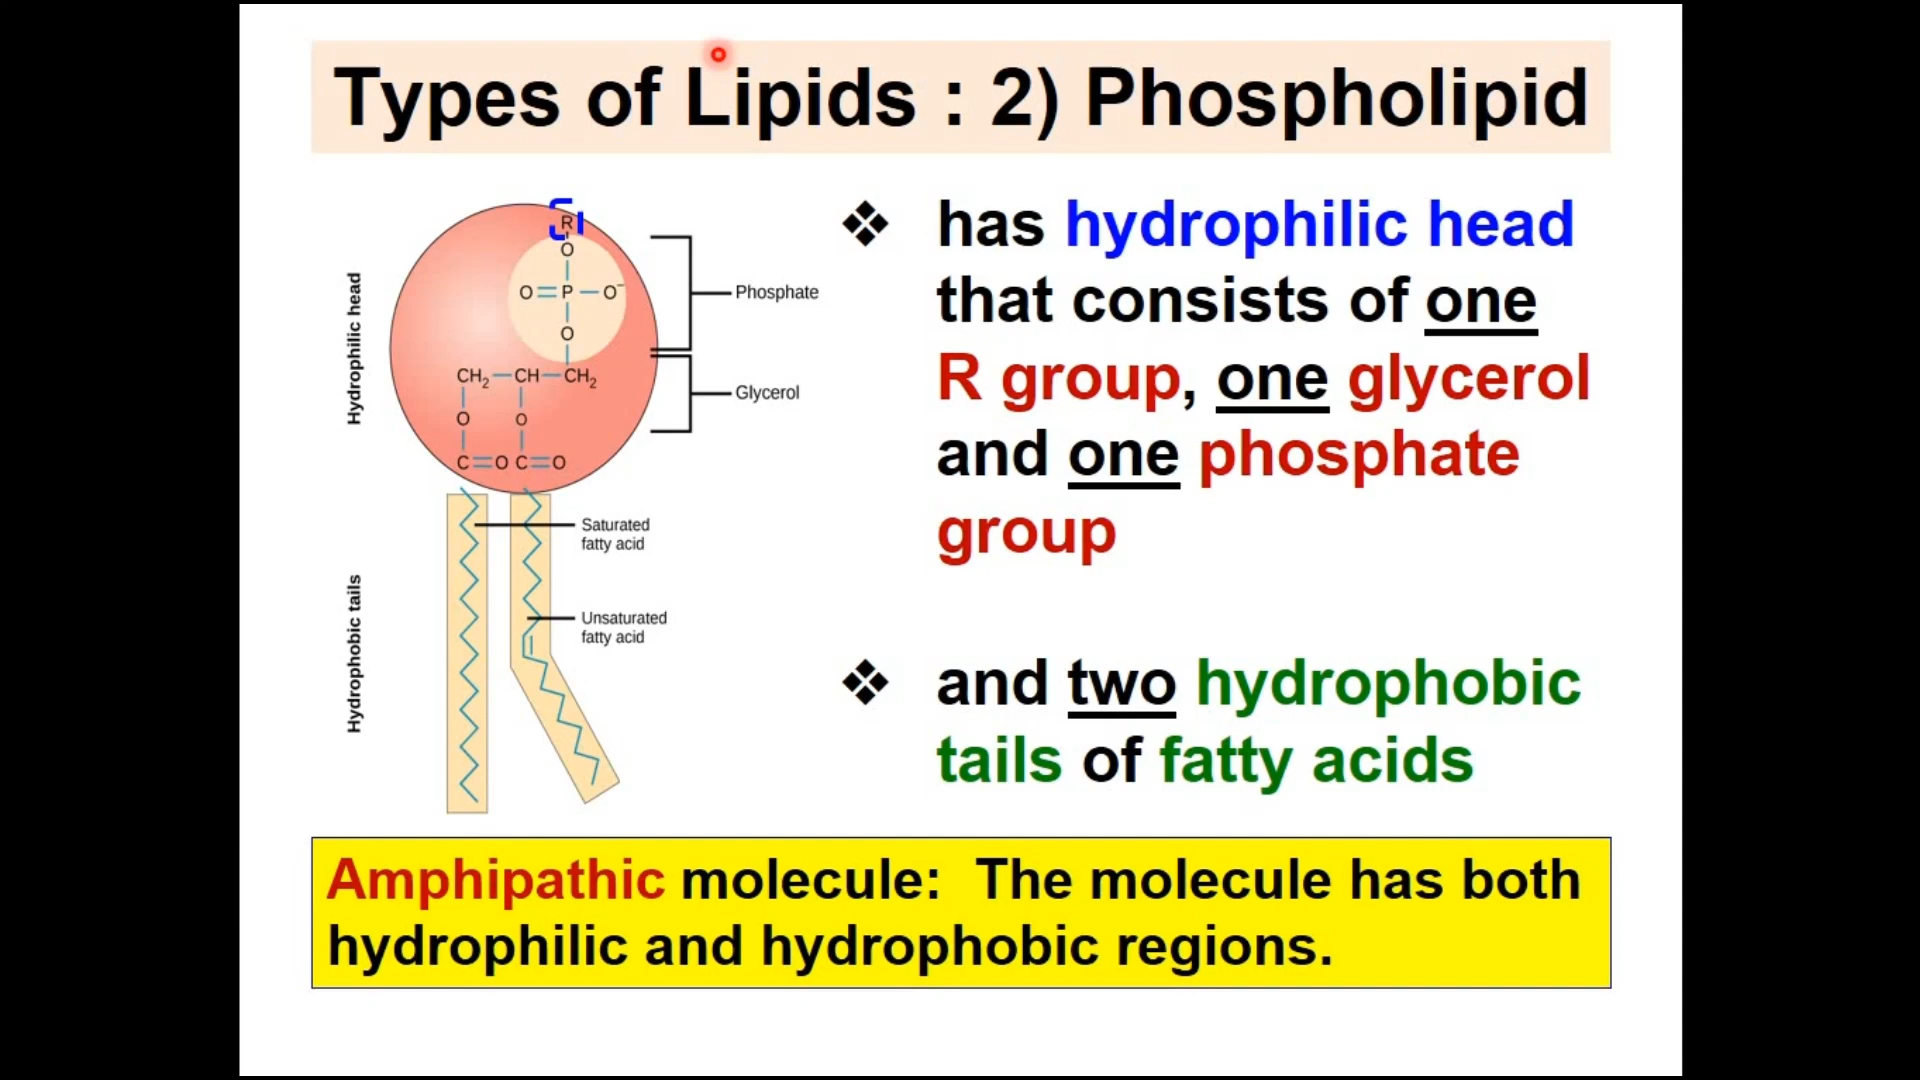 Types of Lipids : 2) Phospholipid
Hydrophilic head
R
O
O P O⁻
O
CH₂ CH CH₂
O O
C O C O
Phosphate
Glycerol
Saturated
fatty acid
Unsaturated
fatty acid
Hydrophobic tails
❖ has hydrophilic head
that consists of one
R group, one glycerol
and one phosphate
group
❖ and two hydrophobic
tails of fatty acids
Amphipathic molecule: The molecule has both
hydrophilic and hydrophobic regions.